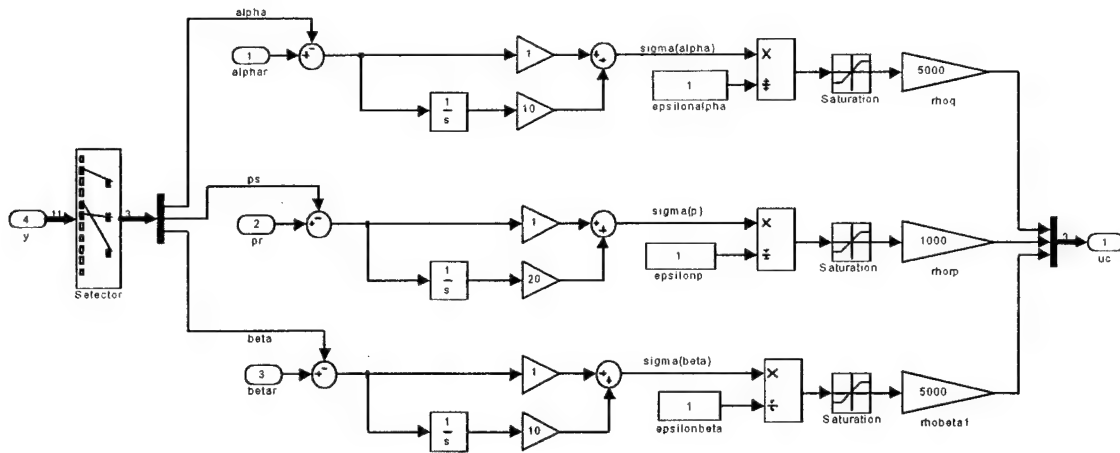 alpha
1
alphar
1
sigma(alpha)
1
epsilonalpha
1
s
10
Saturation
5000
rhoq
4
y
11
Selector
3
ps
2
pr
1
sigma(p)
1
epsilonp
1
s
20
Saturation
1000
rhorp
3
1
uc
beta
3
betar
1
sigma(beta)
1
epsilonbeta
1
s
10
Saturation
5000
rhobeta1